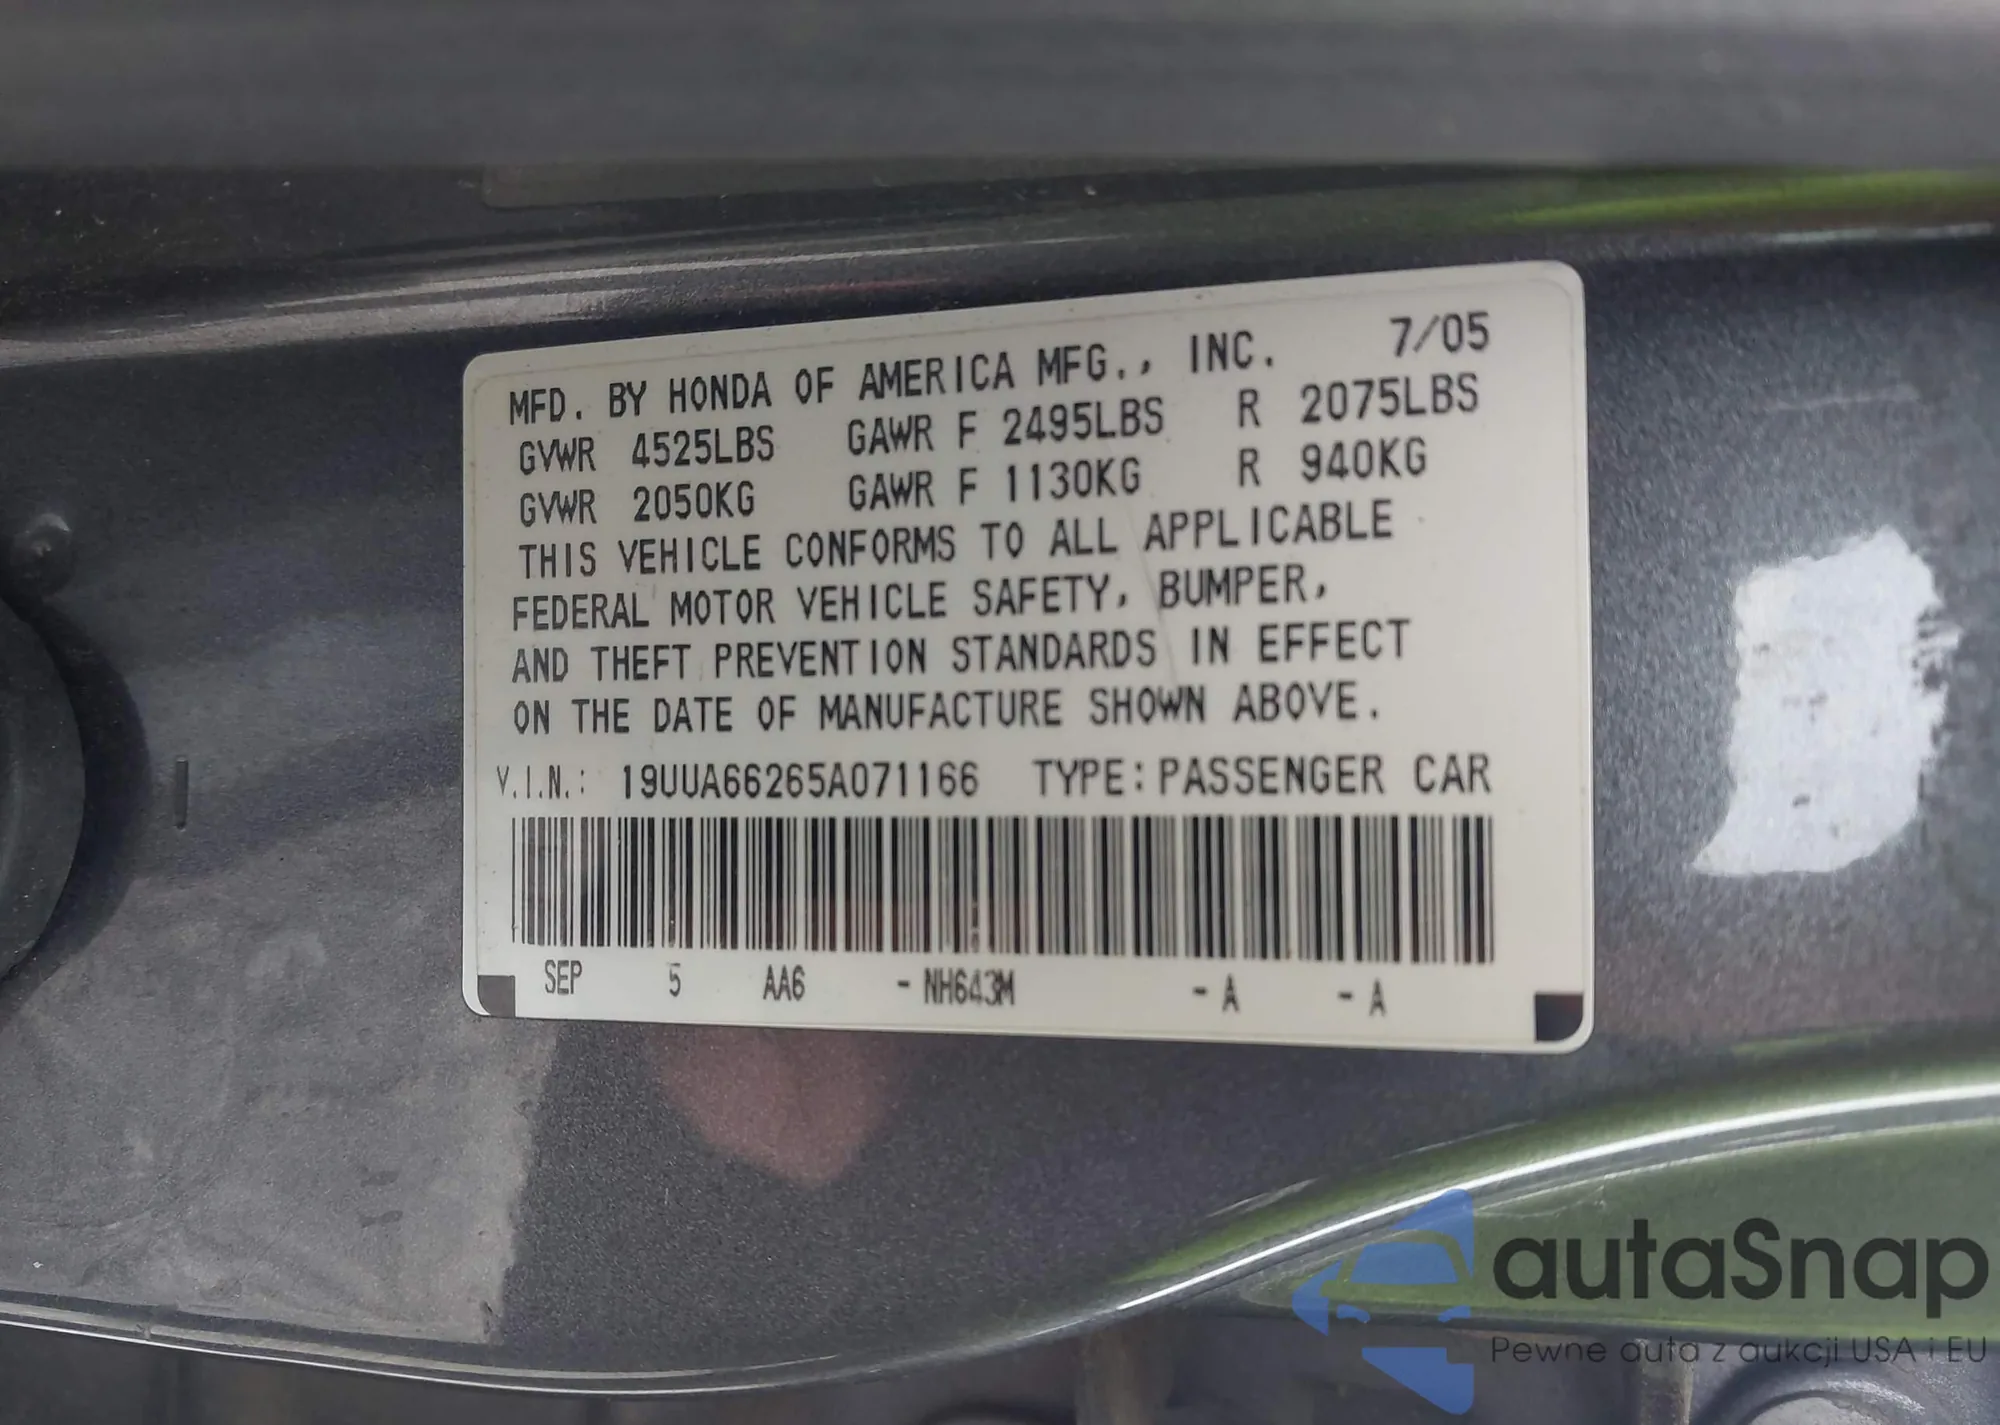 MFD. BY HONDA OF AMERICA MFG., INC. 7/05
GVWR 4525LBS GAWR F 2495LBS R 2075LBS
GVWR 2050KG GAWR F 1130KG R 940KG
THIS VEHICLE CONFORMS TO ALL APPLICABLE
FEDERAL MOTOR VEHICLE SAFETY, BUMPER,
AND THEFT PREVENTION STANDARDS IN EFFECT
ON THE DATE OF MANUFACTURE SHOWN ABOVE.
V.I.N.: 19UUA66265A071166 TYPE:PASSENGER CAR
SEP 5 AA6 - NH643M - A - A
autaSnap
Pewne auta z aukcji USA i EU